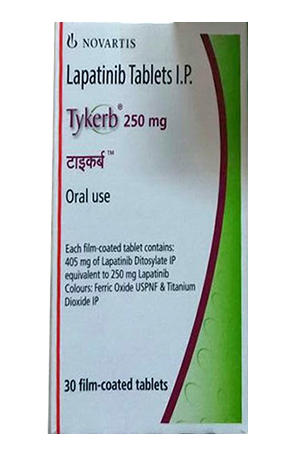 NOVARTIS
Lapatinib Tablets I.P.
Tykerb® 250 mg
टाइकर्ब™
Oral use
Each film-coated tablet contains:
405 mg of Lapatinib Ditosylate IP
equivalent to 250 mg Lapatinib
Colours: Ferric Oxide USPNF & Titanium
Dioxide IP
30 film-coated tablets